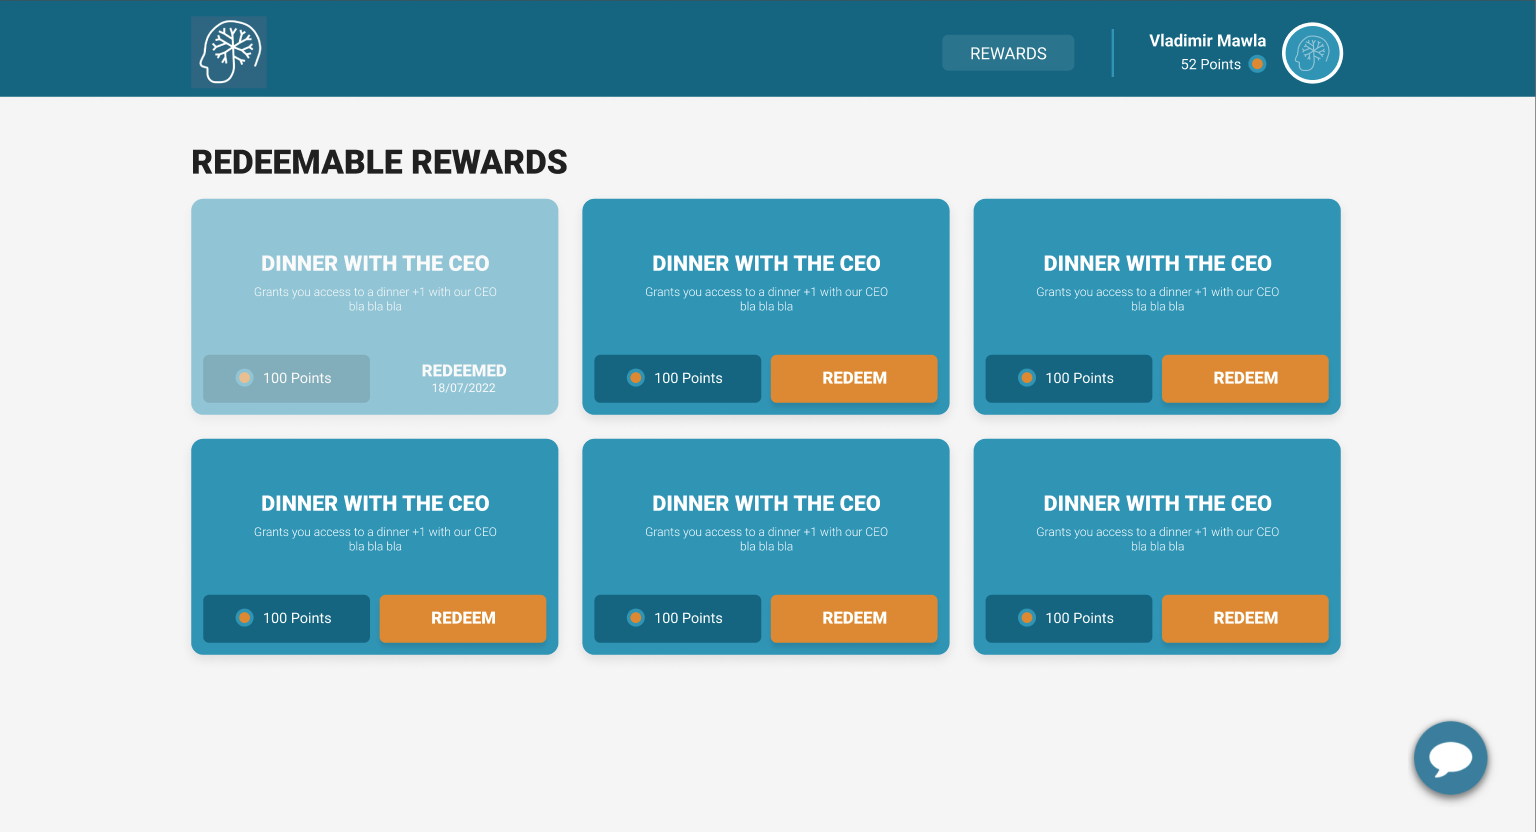 REWARDS
Vladimir Mawla
52 Points
REDEEMABLE REWARDS
DINNER WITH THE CEO
Grants you access to a dinner +1 with our CEO
bla bla bla
100 Points
REDEEMED
18/07/2022
DINNER WITH THE CEO
Grants you access to a dinner +1 with our CEO
bla bla bla
100 Points
REDEEM
DINNER WITH THE CEO
Grants you access to a dinner +1 with our CEO
bla bla bla
100 Points
REDEEM
DINNER WITH THE CEO
Grants you access to a dinner +1 with our CEO
bla bla bla
100 Points
REDEEM
DINNER WITH THE CEO
Grants you access to a dinner +1 with our CEO
bla bla bla
100 Points
REDEEM
DINNER WITH THE CEO
Grants you access to a dinner +1 with our CEO
bla bla bla
100 Points
REDEEM